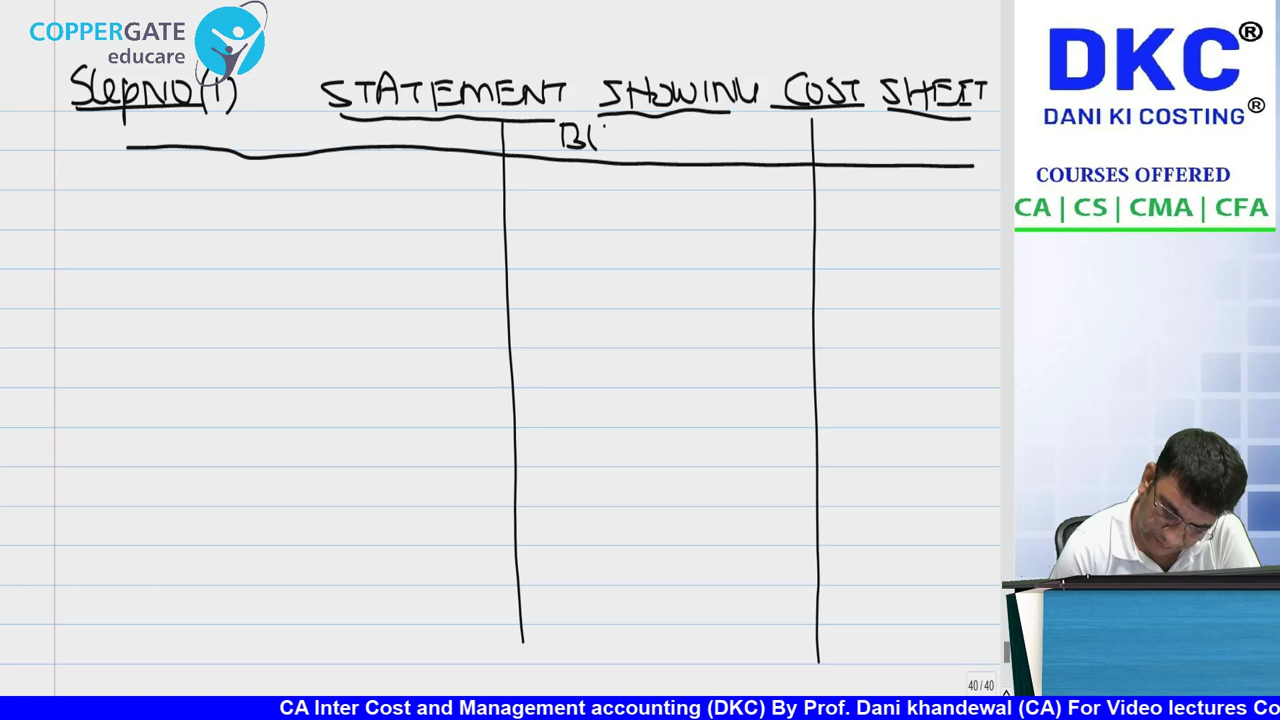 COPPERGATE
educare
Step NO (1) STATEMENT SHOWING COST SHEET
DKC®
DANI KI COSTING®
COURSES OFFERED
CA | CS | CMA | CFA
40 / 40
CA Inter Cost and Management accounting (DKC) By Prof. Dani khandewal (CA) For Video lectures Co